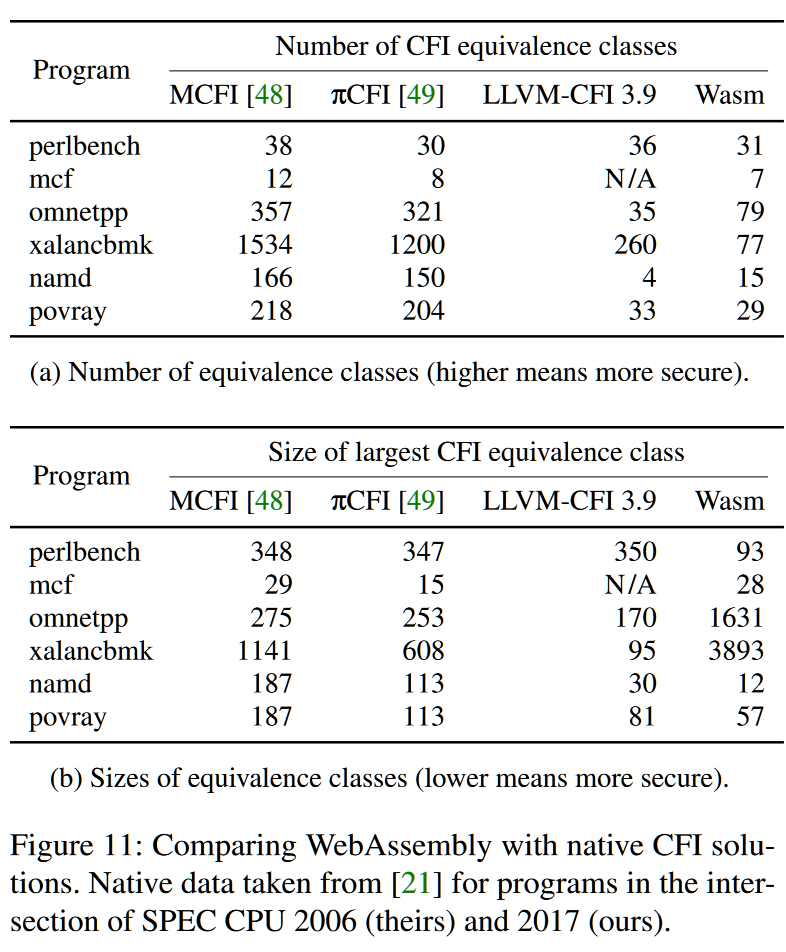 Program
Number of CFI equivalence classes
MCFI [48] πCFI [49] LLVM-CFI 3.9 Wasm
perlbench 38 30 36 31
mcf 12 8 N/A 7
omnetpp 357 321 35 79
xalancbmk 1534 1200 260 77
namd 166 150 4 15
povray 218 204 33 29
(a) Number of equivalence classes (higher means more secure).
Program
Size of largest CFI equivalence class
MCFI [48] πCFI [49] LLVM-CFI 3.9 Wasm
perlbench 348 347 350 93
mcf 29 15 N/A 28
omnetpp 275 253 170 1631
xalancbmk 1141 608 95 3893
namd 187 113 30 12
povray 187 113 81 57
(b) Sizes of equivalence classes (lower means more secure).
Figure 11: Comparing WebAssembly with native CFI solu-
tions. Native data taken from [21] for programs in the inter-
section of SPEC CPU 2006 (theirs) and 2017 (ours).